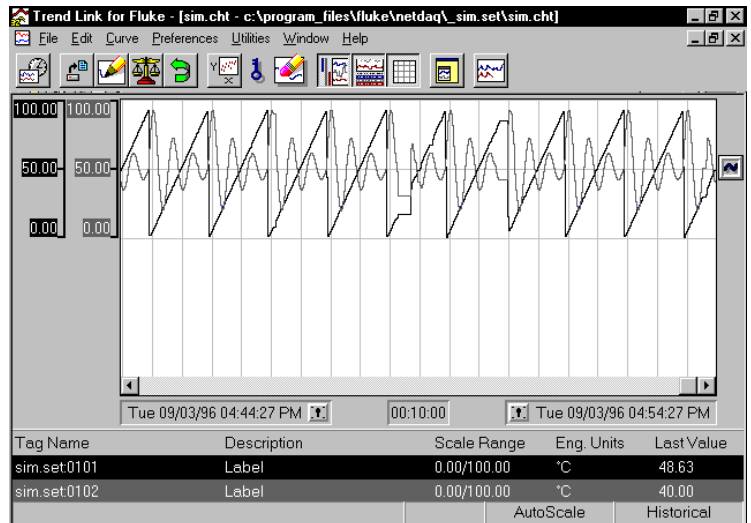 Trend Link for Fluke - [sim.cht - c:\program_files\fluke\netdaq\_sim.set\sim.cht]
File Edit Curve Preferences Utilities Window Help
100.00 100.00
50.00 50.00
0.00 0.00
Tue 09/03/96 04:44:27 PM 00:10:00 Tue 09/03/96 04:54:27 PM
Tag Name Description Scale Range Eng. Units Last Value
sim.set:0101 Label 0.00/100.00 °C 48.63
sim.set:0102 Label 0.00/100.00 °C 40.00
AutoScale Historical